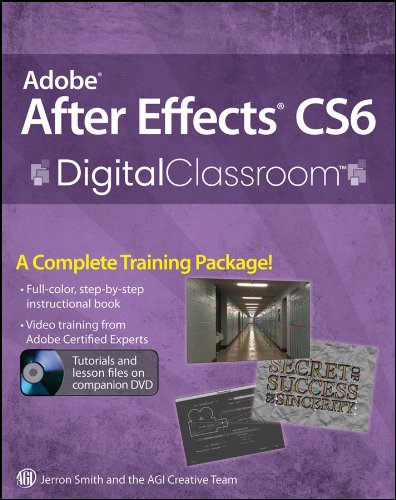 Adobe®
After Effects® CS6
DigitalClassroom™
A Complete Training Package!
• Full-color, step-by-step
instructional book
• Video training from
Adobe Certified Experts
Tutorials and
lesson files on
companion DVD
SECRET
OF
SUCCESS
IS
SINCERITY.
AGI Jerron Smith and the AGI Creative Team